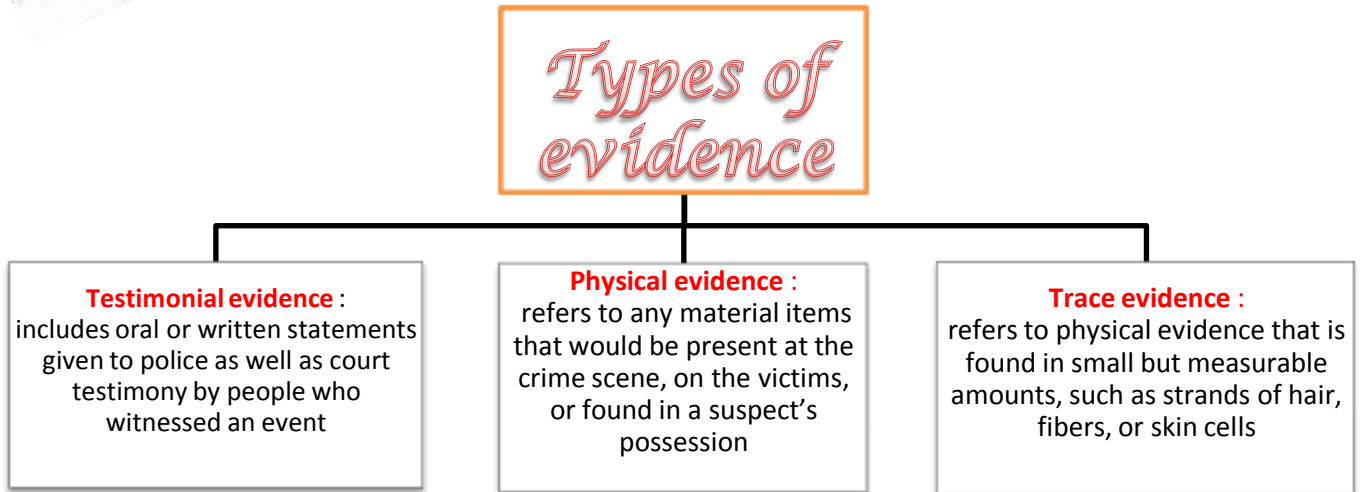 Types of
evidence
Testimonial evidence :
includes oral or written statements
given to police as well as court
testimony by people who
witnessed an event
Physical evidence :
refers to any material items
that would be present at the
crime scene, on the victims,
or found in a suspect’s
possession
Trace evidence :
refers to physical evidence that is
found in small but measurable
amounts, such as strands of hair,
fibers, or skin cells